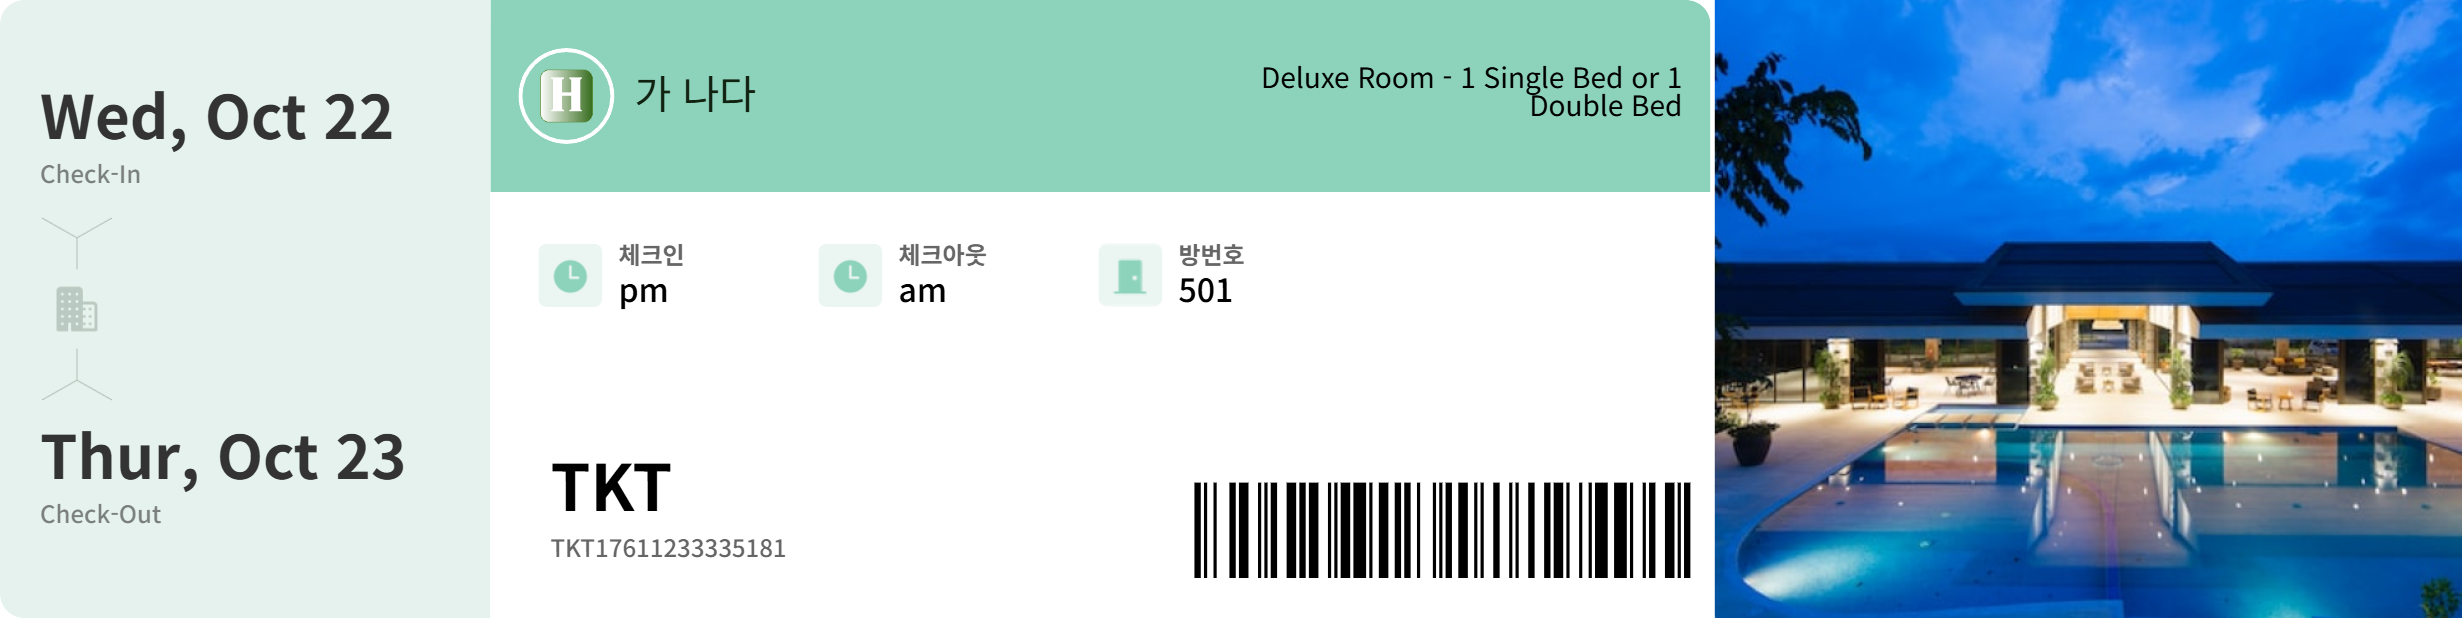 Wed, Oct 22
Check-In
Thur, Oct 23
Check-Out
H
가 나다
Deluxe Room - 1 Single Bed or 1
Double Bed
체크인
pm
체크아웃
am
방번호
501
TKT
TKT17611233335181